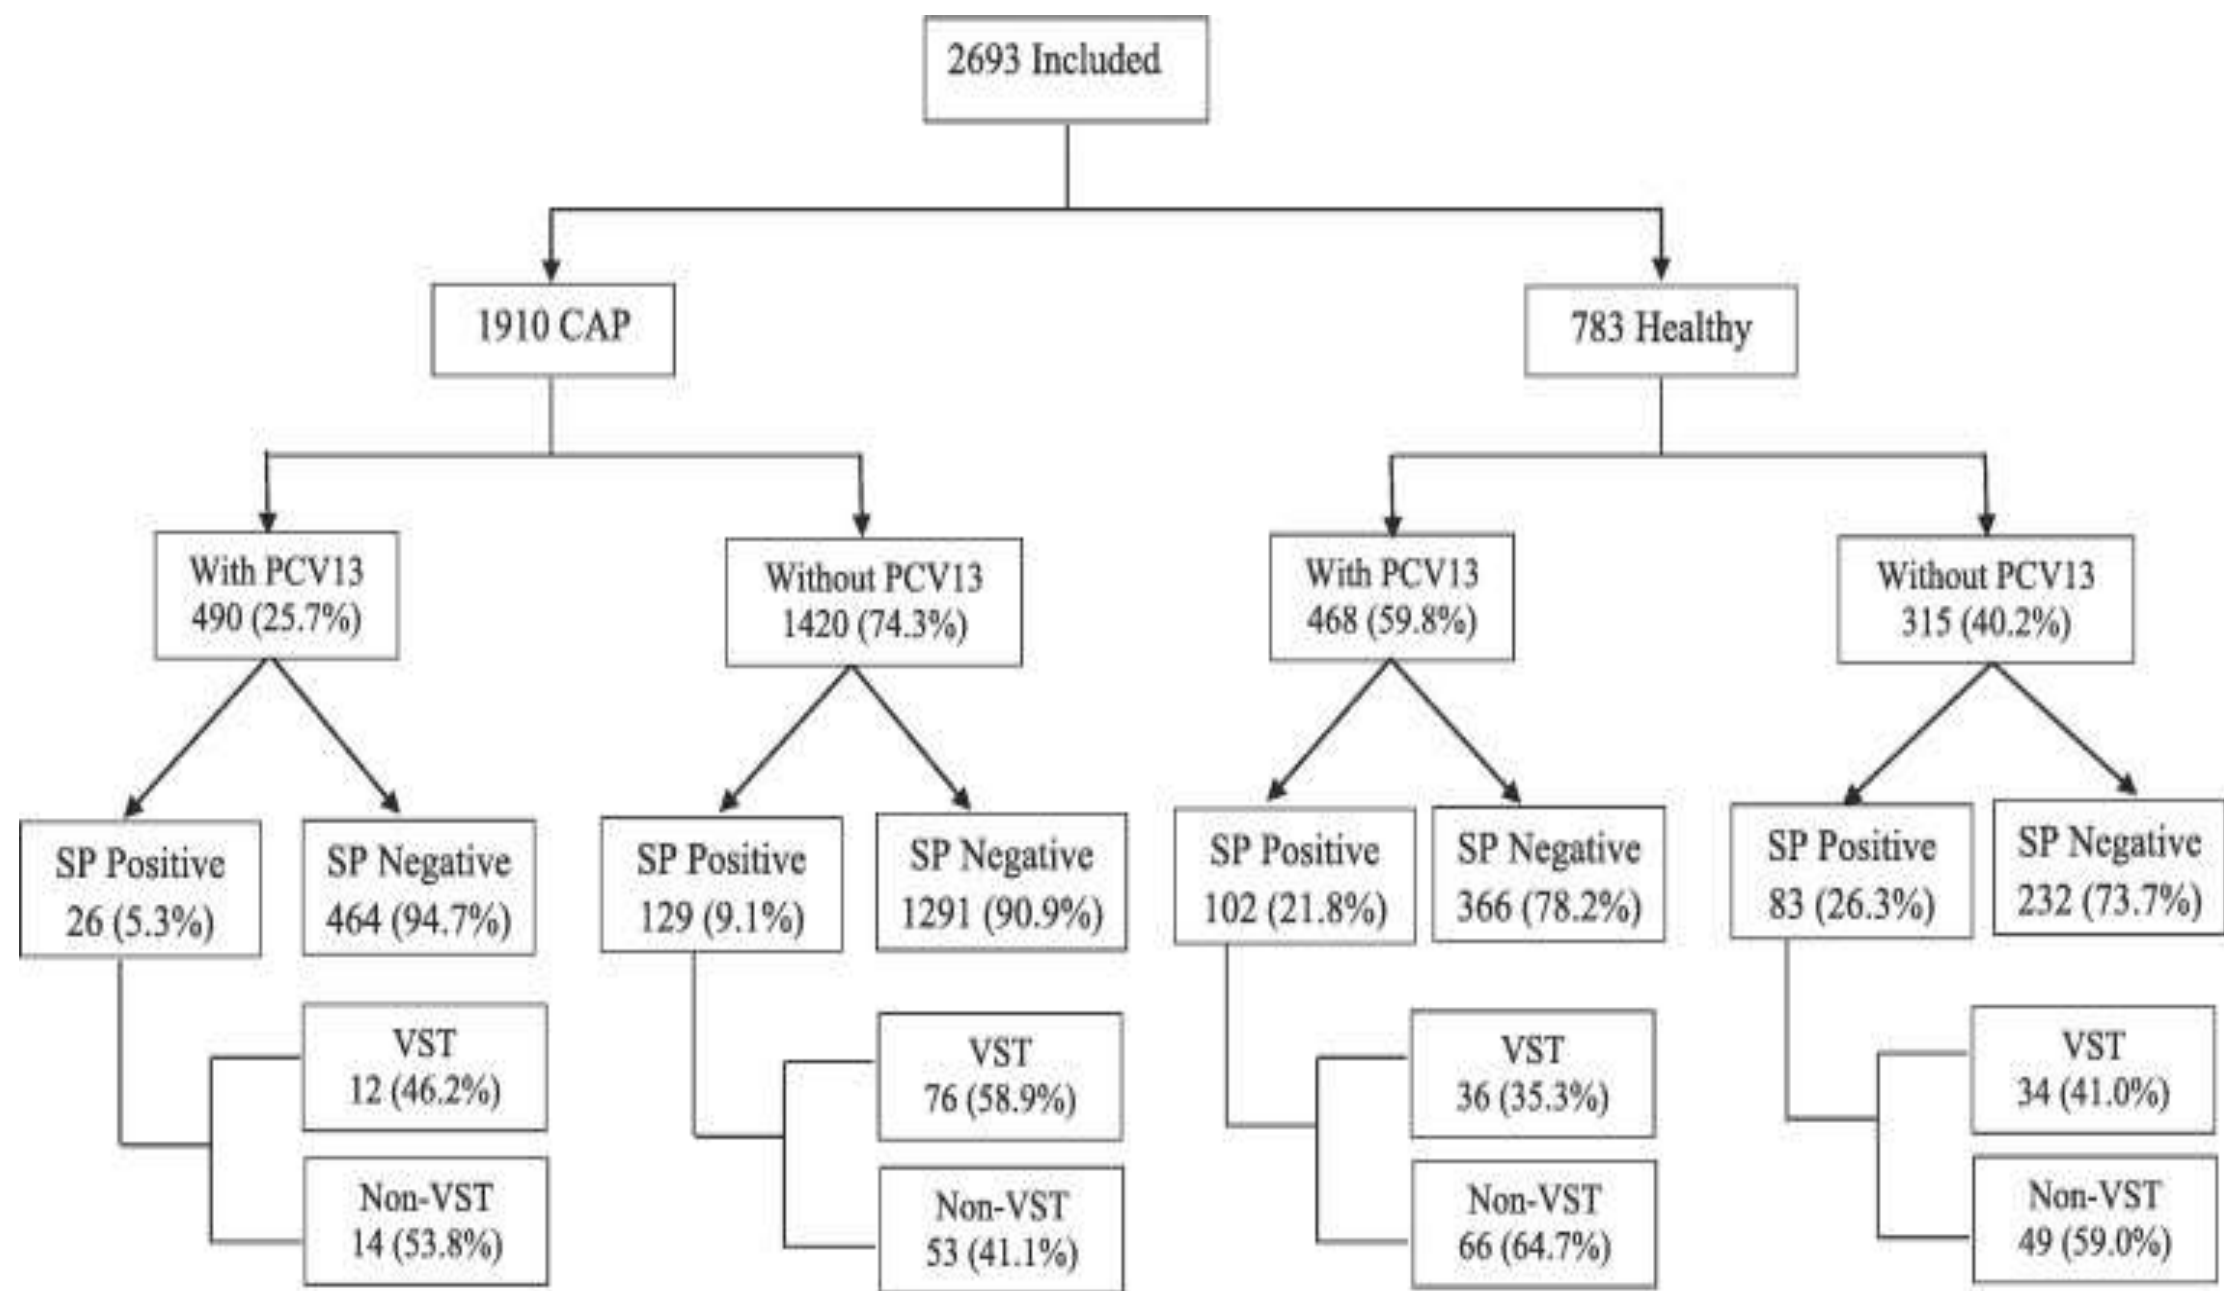 2693 Included
1910 CAP
783 Healthy
With PCV13
490 (25.7%)
Without PCV13
1420 (74.3%)
With PCV13
468 (59.8%)
Without PCV13
315 (40.2%)
SP Positive
26 (5.3%)
SP Negative
464 (94.7%)
SP Positive
129 (9.1%)
SP Negative
1291 (90.9%)
SP Positive
102 (21.8%)
SP Negative
366 (78.2%)
SP Positive
83 (26.3%)
SP Negative
232 (73.7%)
VST
12 (46.2%)
VST
76 (58.9%)
VST
36 (35.3%)
VST
34 (41.0%)
Non-VST
14 (53.8%)
Non-VST
53 (41.1%)
Non-VST
66 (64.7%)
Non-VST
49 (59.0%)